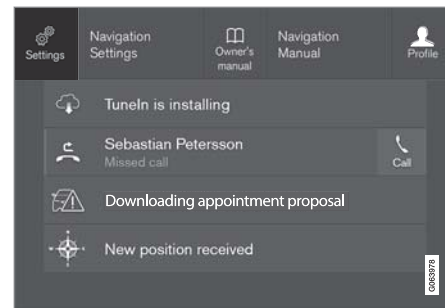 Settings
Navigation
Settings
Owner's
manual
Navigation
Manual
Profile
TuneIn is installing
Sebastian Petersson
Missed call
Call
Downloading appointment proposal
New position received
G063978